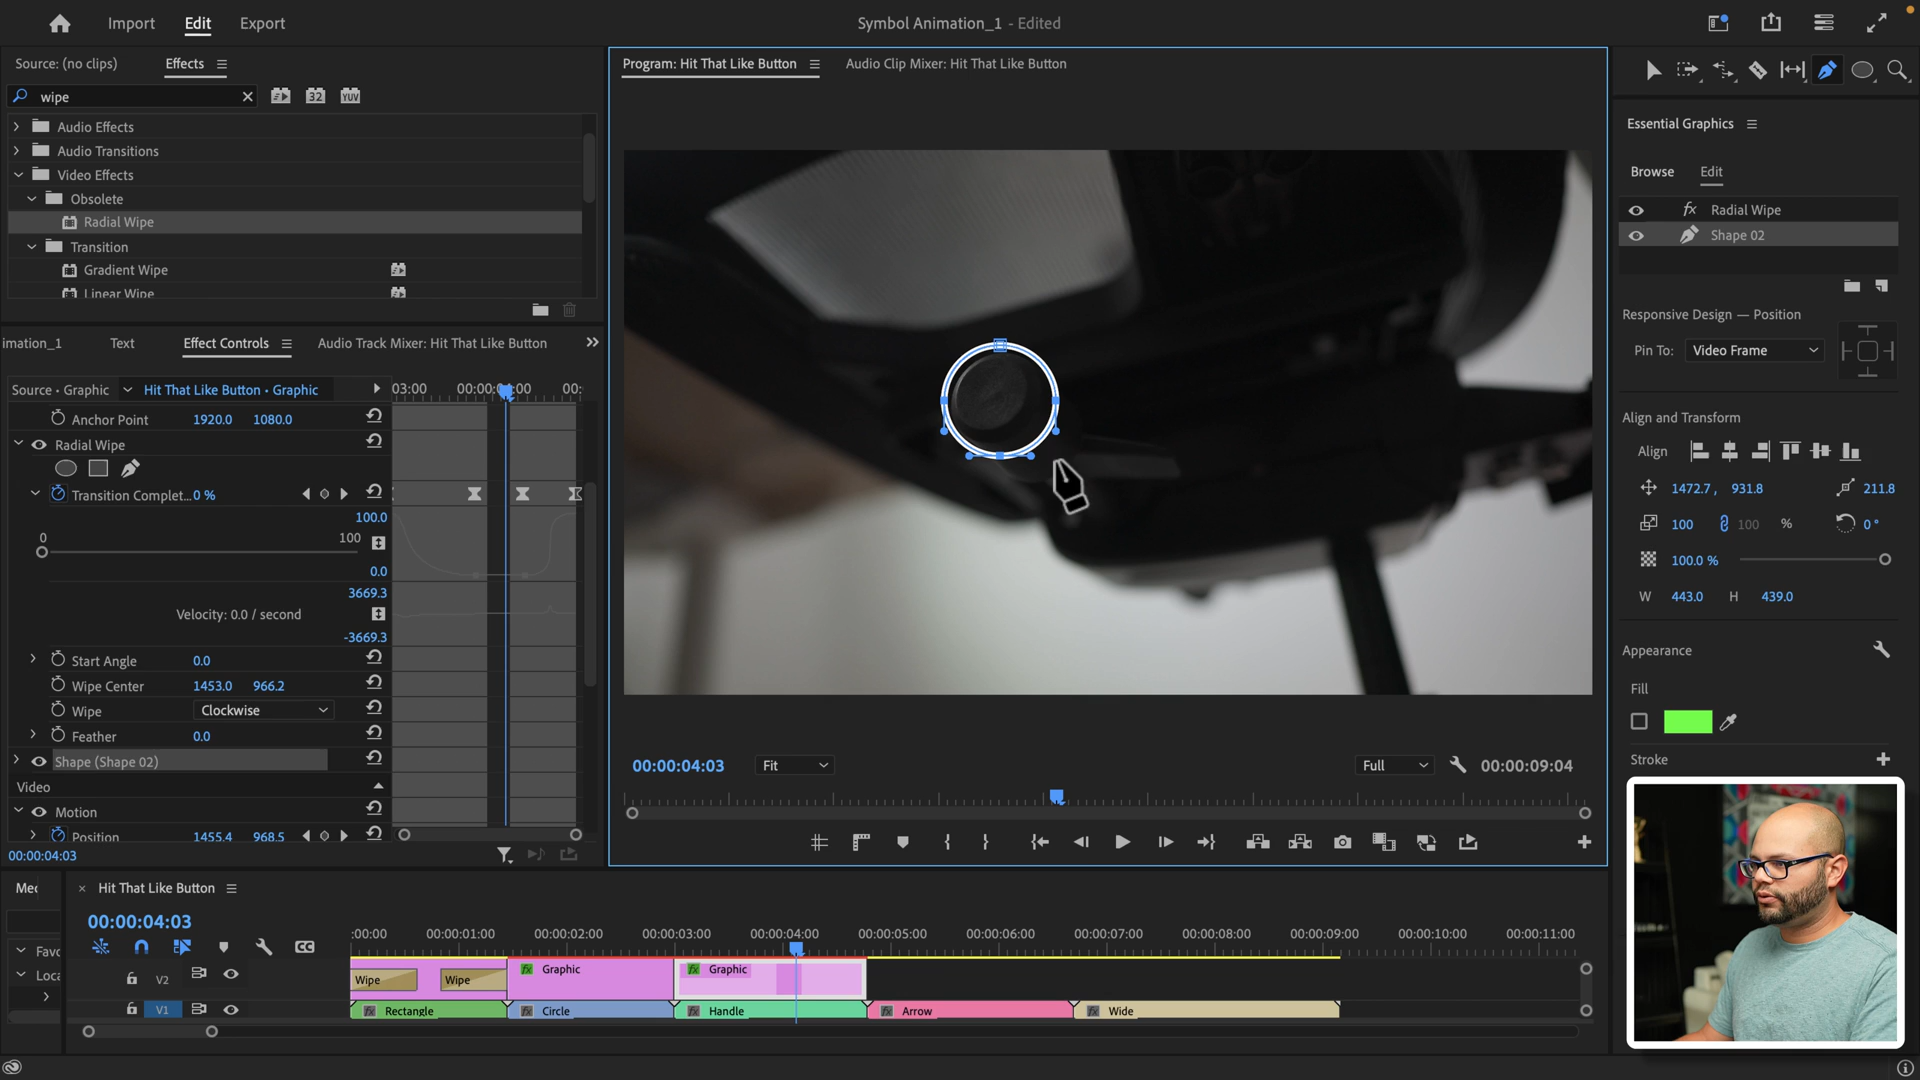 Import Edit Export
Symbol Animation_1 - Edited
Source: (no clips) Effects
wipe
32 YUV
Audio Effects
Audio Transitions
Video Effects
Obsolete
Radial Wipe
Transition
Gradient Wipe
Linear Wipe
imation_1 Text Effect Controls Audio Track Mixer: Hit That Like Button
Source • Graphic Hit That Like Button • Graphic
03:00 00:00:04:00 00:
Anchor Point 1920.0 1080.0
Radial Wipe
Transition Complet... 0 %
100.0
0 100
0.0
3669.3
Velocity: 0.0 / second
-3669.3
Start Angle 0.0
Wipe Center 1453.0 966.2
Wipe Clockwise
Feather 0.0
Shape (Shape 02)
Video
Motion
Position 1455.4 968.5
00:00:04:03
Program: Hit That Like Button Audio Clip Mixer: Hit That Like Button
00:00:04:03 Fit Full 00:00:09:04
Essential Graphics
Browse Edit
Radial Wipe
Shape 02
Responsive Design — Position
Pin To: Video Frame
Align and Transform
Align
1472.7 , 931.8 211.8
100 100 % 0 °
100.0 %
W 443.0 H 439.0
Appearance
Fill
Stroke
Mec
Favo
Loca
Hit That Like Button
00:00:04:03
CC
:00:00 00:00:01:00 00:00:02:00 00:00:03:00 00:00:04:00 00:00:05:00 00:00:06:00 00:00:07:00 00:00:08:00 00:00:09:00 00:00:10:00 00:00:11:00
V2 Wipe Wipe Graphic Graphic
V1 Rectangle Circle Handle Arrow Wide